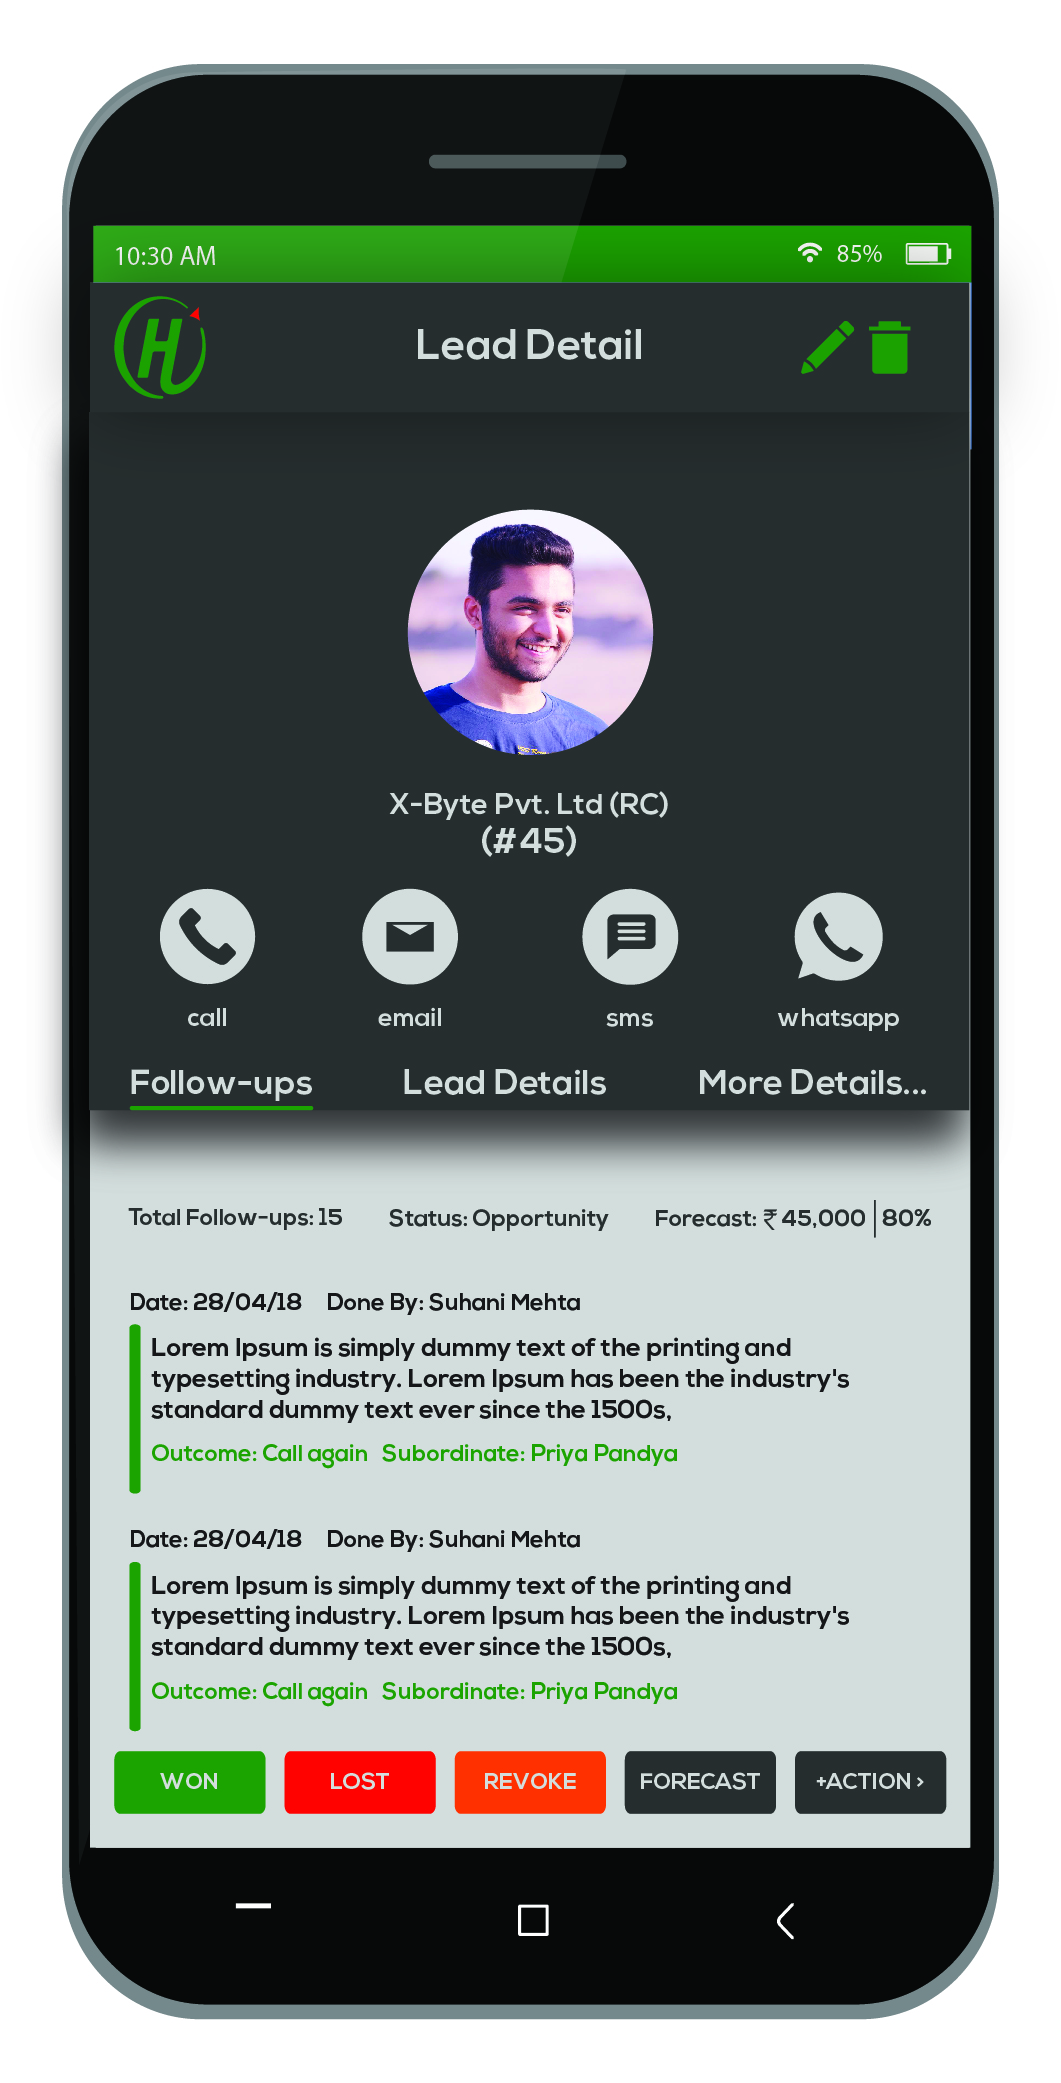 10:30 AM 85%
H
Lead Detail
X-Byte Pvt. Ltd (RC)
(#45)
call email sms whatsapp
Follow-ups Lead Details More Details...
Total Follow-ups: 15 Status: Opportunity Forecast: ₹ 45,000 | 80%
Date: 28/04/18 Done By: Suhani Mehta
Lorem Ipsum is simply dummy text of the printing and
typesetting industry. Lorem Ipsum has been the industry's
standard dummy text ever since the 1500s,
Outcome: Call again Subordinate: Priya Pandya
Date: 28/04/18 Done By: Suhani Mehta
Lorem Ipsum is simply dummy text of the printing and
typesetting industry. Lorem Ipsum has been the industry's
standard dummy text ever since the 1500s,
Outcome: Call again Subordinate: Priya Pandya
WON LOST REVOKE FORECAST +ACTION >